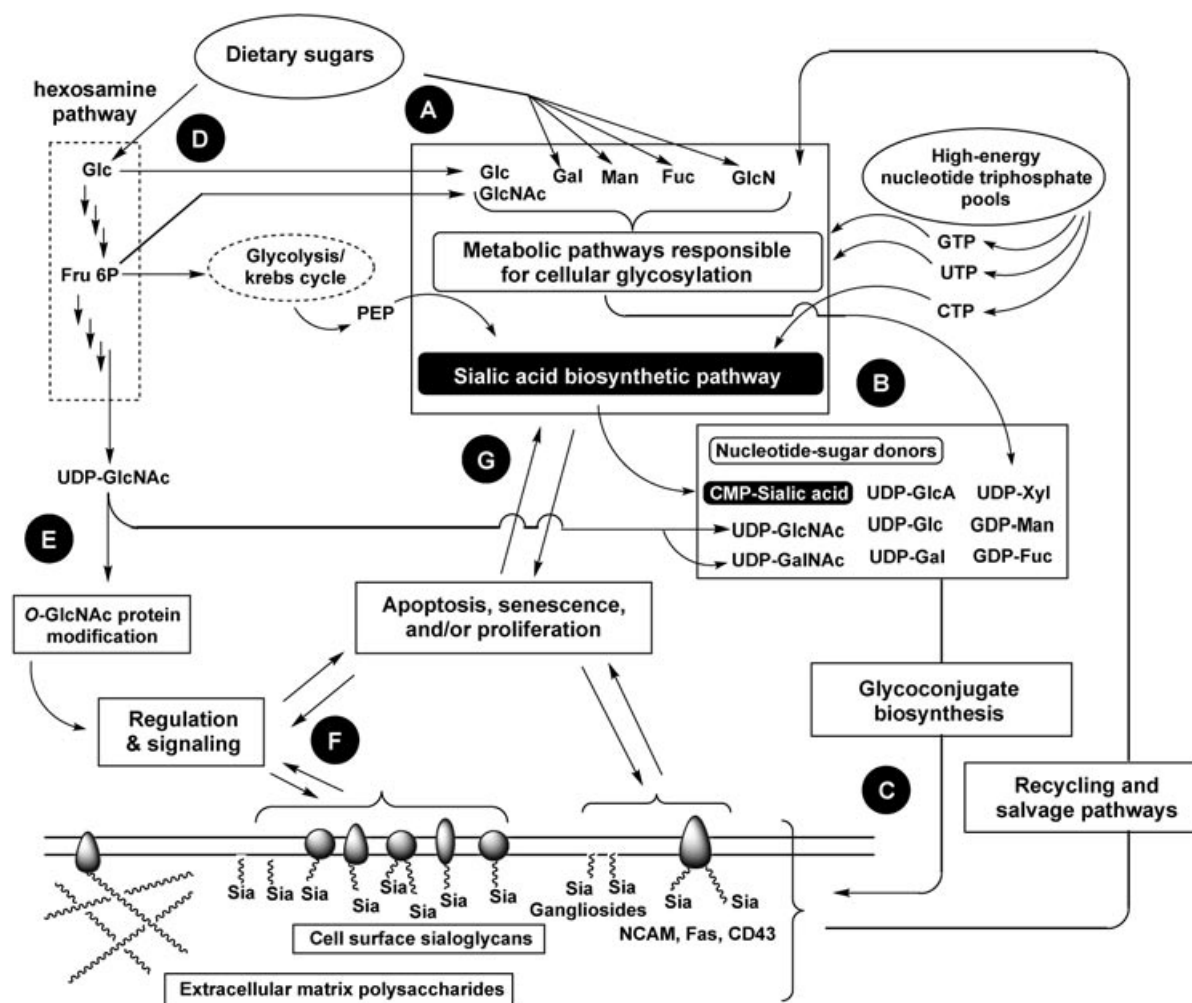 Dietary sugars
hexosamine
pathway
A
D
Glc
Glc
GlcNAc
Gal
Man
Fuc
GlcN
High-energy
nucleotide triphosphate
pools
Metabolic pathways responsible
for cellular glycosylation
GTP
UTP
CTP
Fru 6P
Glycolysis/
krebs cycle
PEP
Sialic acid biosynthetic pathway
B
G
UDP-GlcNAc
Nucleotide-sugar donors
CMP-Sialic acid
UDP-GlcA
UDP-Xyl
UDP-GlcNAc
UDP-Glc
GDP-Man
UDP-GalNAc
UDP-Gal
GDP-Fuc
E
O-GlcNAc protein
modification
Apoptosis, senescence,
and/or proliferation
Glycoconjugate
biosynthesis
Regulation
& signaling
F
C
Recycling and
salvage pathways
Sia
Sia
Sia
Sia
Sia
Sia
Sia
Sia
Sia
Sia
Gangliosides
Sia
Sia
NCAM, Fas, CD43
Cell surface sialoglycans
Extracellular matrix polysaccharides